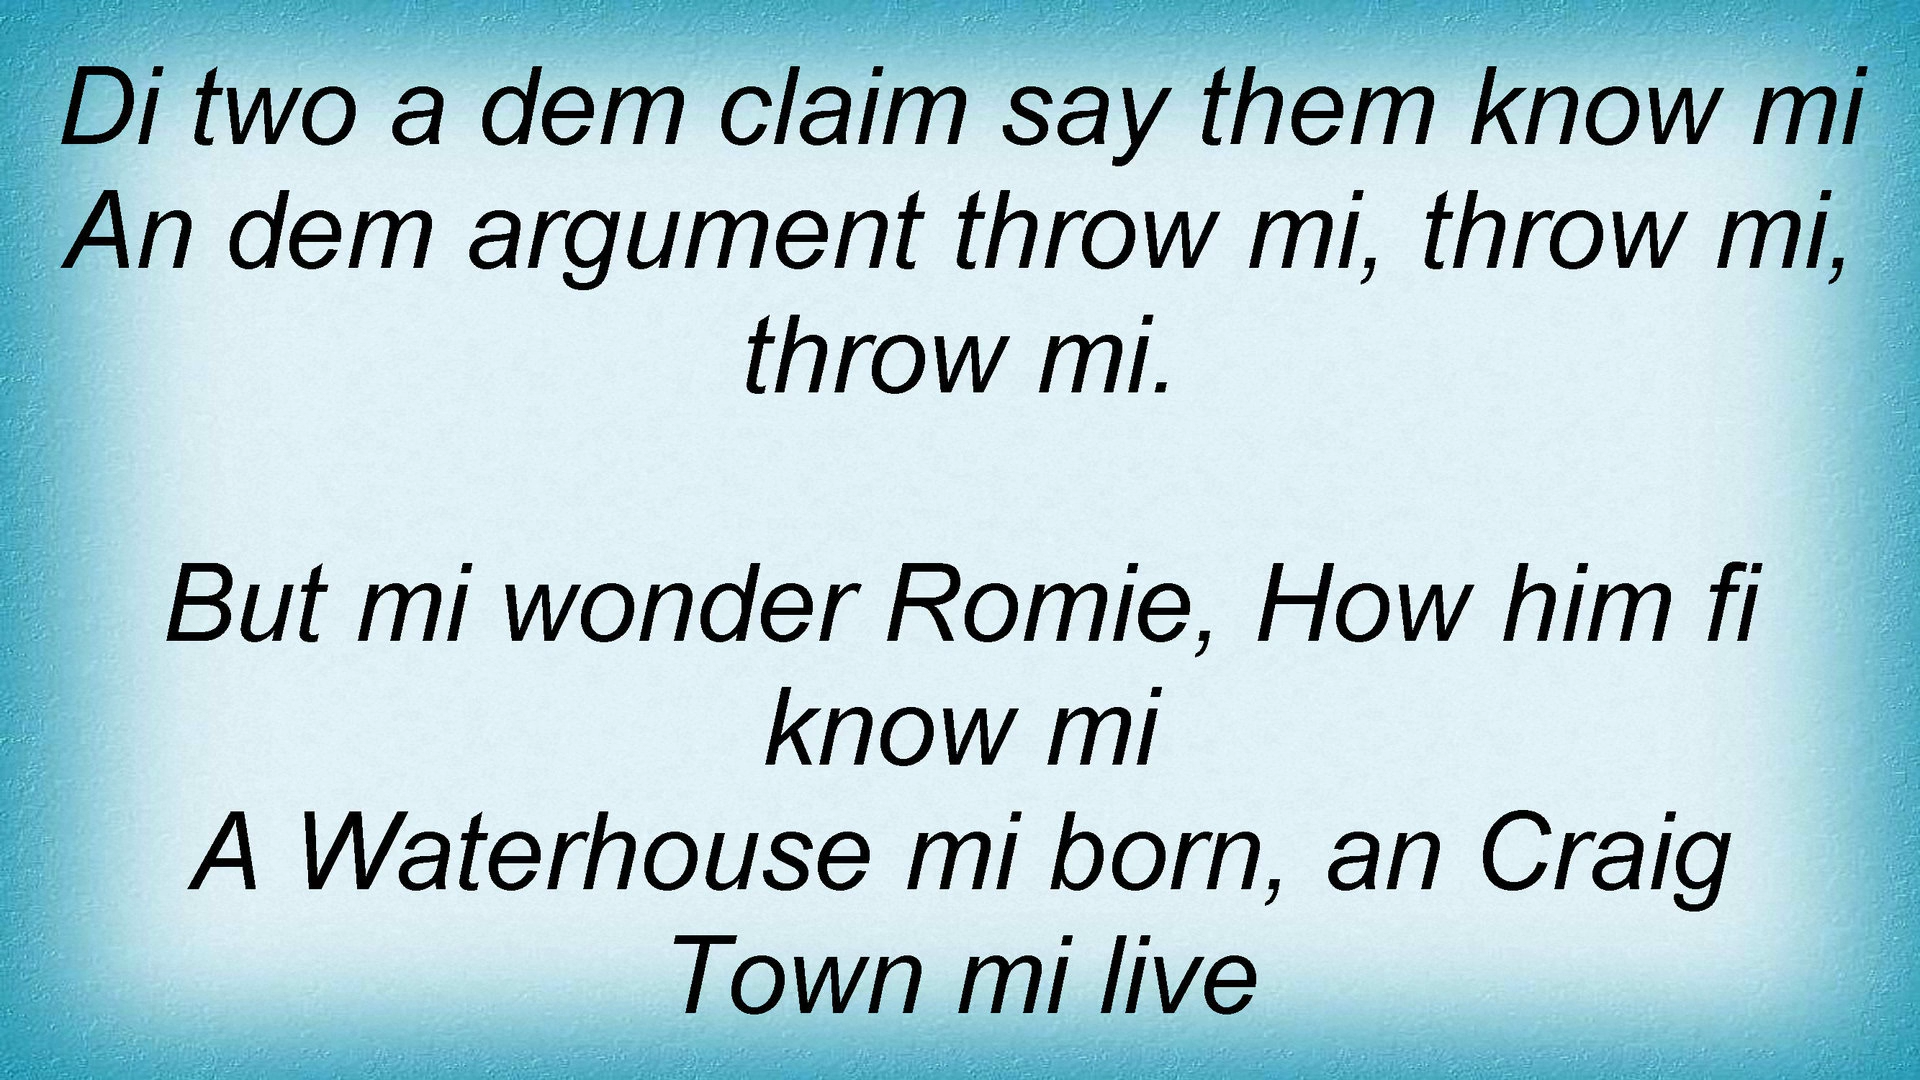 Di two a dem claim say them know mi
An dem argument throw mi, throw mi,
throw mi.
But mi wonder Romie, How him fi
know mi
A Waterhouse mi born, an Craig
Town mi live